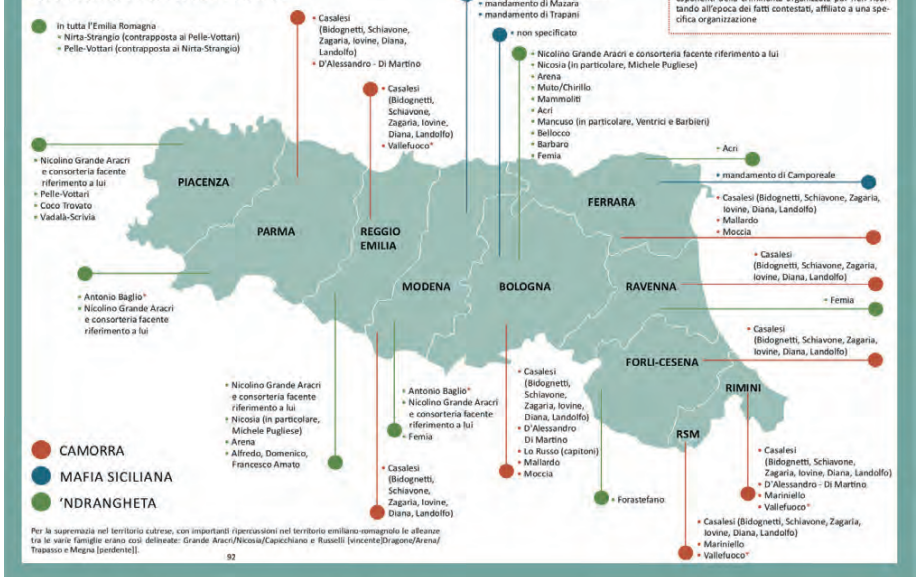 tando all'epoca dei fatti contestati, affiliato a una spe-
cifica organizzazione
• mandamento di Mazara
• mandamento di Trapani
• non specificato
in tutta l'Emilia Romagna
• Nirta-Strangio (contrapposta ai Pelle-Vottari)
• Pelle-Vottari (contrapposta ai Nirta-Strangio)
• Casalesi
(Bidognetti, Schiavone,
Zagaria, Iovine, Diana,
Landolfo)
• D'Alessandro - Di Martino
• Casalesi
(Bidognetti,
Schiavone,
Zagaria, Iovine,
Diana, Landolfo)
• Vallefuoco*
• Nicolino Grande Aracri e consorteria facente riferimento a lui
• Nicosia (in particolare, Michele Pugliese)
• Arena
• Muto/Chirillo
• Mammoliti
• Acri
• Mancuso (in particolare, Ventrici e Barbieri)
• Bellocco
• Barbaro
• Femia
• Nicolino Grande Aracri
e consorteria facente
riferimento a lui
• Pelle-Vottari
• Coco Trovato
• Vadalà-Scrivia
• Acri
• mandamento di Camporeale
• Casalesi (Bidognetti, Schiavone, Zagaria,
Iovine, Diana, Landolfo)
• Mallardo
• Moccia
• Casalesi
(Bidognetti, Schiavone, Zagaria,
Iovine, Diana, Landolfo)
• Femia
• Casalesi
(Bidognetti, Schiavone, Zagaria,
Iovine, Diana, Landolfo)
PIACENZA
PARMA
REGGIO
EMILIA
MODENA
BOLOGNA
FERRARA
RAVENNA
FORLI-CESENA
RIMINI
RSM
• Antonio Baglio*
• Nicolino Grande Aracri
e consorteria facente
riferimento a lui
• Nicolino Grande Aracri
e consorteria facente
riferimento a lui
• Nicosia (in particolare,
Michele Pugliese)
• Arena
• Alfredo, Domenico,
Francesco Amato
• Antonio Baglio*
• Nicolino Grande Aracri
e consorteria facente
riferimento a lui
• Femia
• Casalesi
(Bidognetti,
Schiavone,
Zagaria, Iovine,
Diana, Landolfo)
• Casalesi
(Bidognetti,
Schiavone,
Zagaria, Iovine,
Diana, Landolfo)
• D'Alessandro
Di Martino
• Lo Russo (capitoni)
• Mallardo
• Moccia
• Forastefano
• Casalesi
(Bidognetti, Schiavone,
Zagaria, Iovine, Diana, Landolfo)
• D'Alessandro - Di Martino
• Mariniello
• Vallefuoco*
• Casalesi (Bidognetti, Schiavone, Zagaria,
Iovine, Diana, Landolfo)
• Mariniello
• Vallefuoco*
CAMORRA
MAFIA SICILIANA
'NDRANGHETA
Per la supremazia nel territorio cutrese, con importanti ripercussioni nel territorio emiliano-romagnolo le alleanze
tra le varie famiglie erano così delineate: Grande Aracri/Nicosia/Capicchiano e Russelli [vincente]Dragone/Arena/
Trapasso e Megna [perdente]].
92